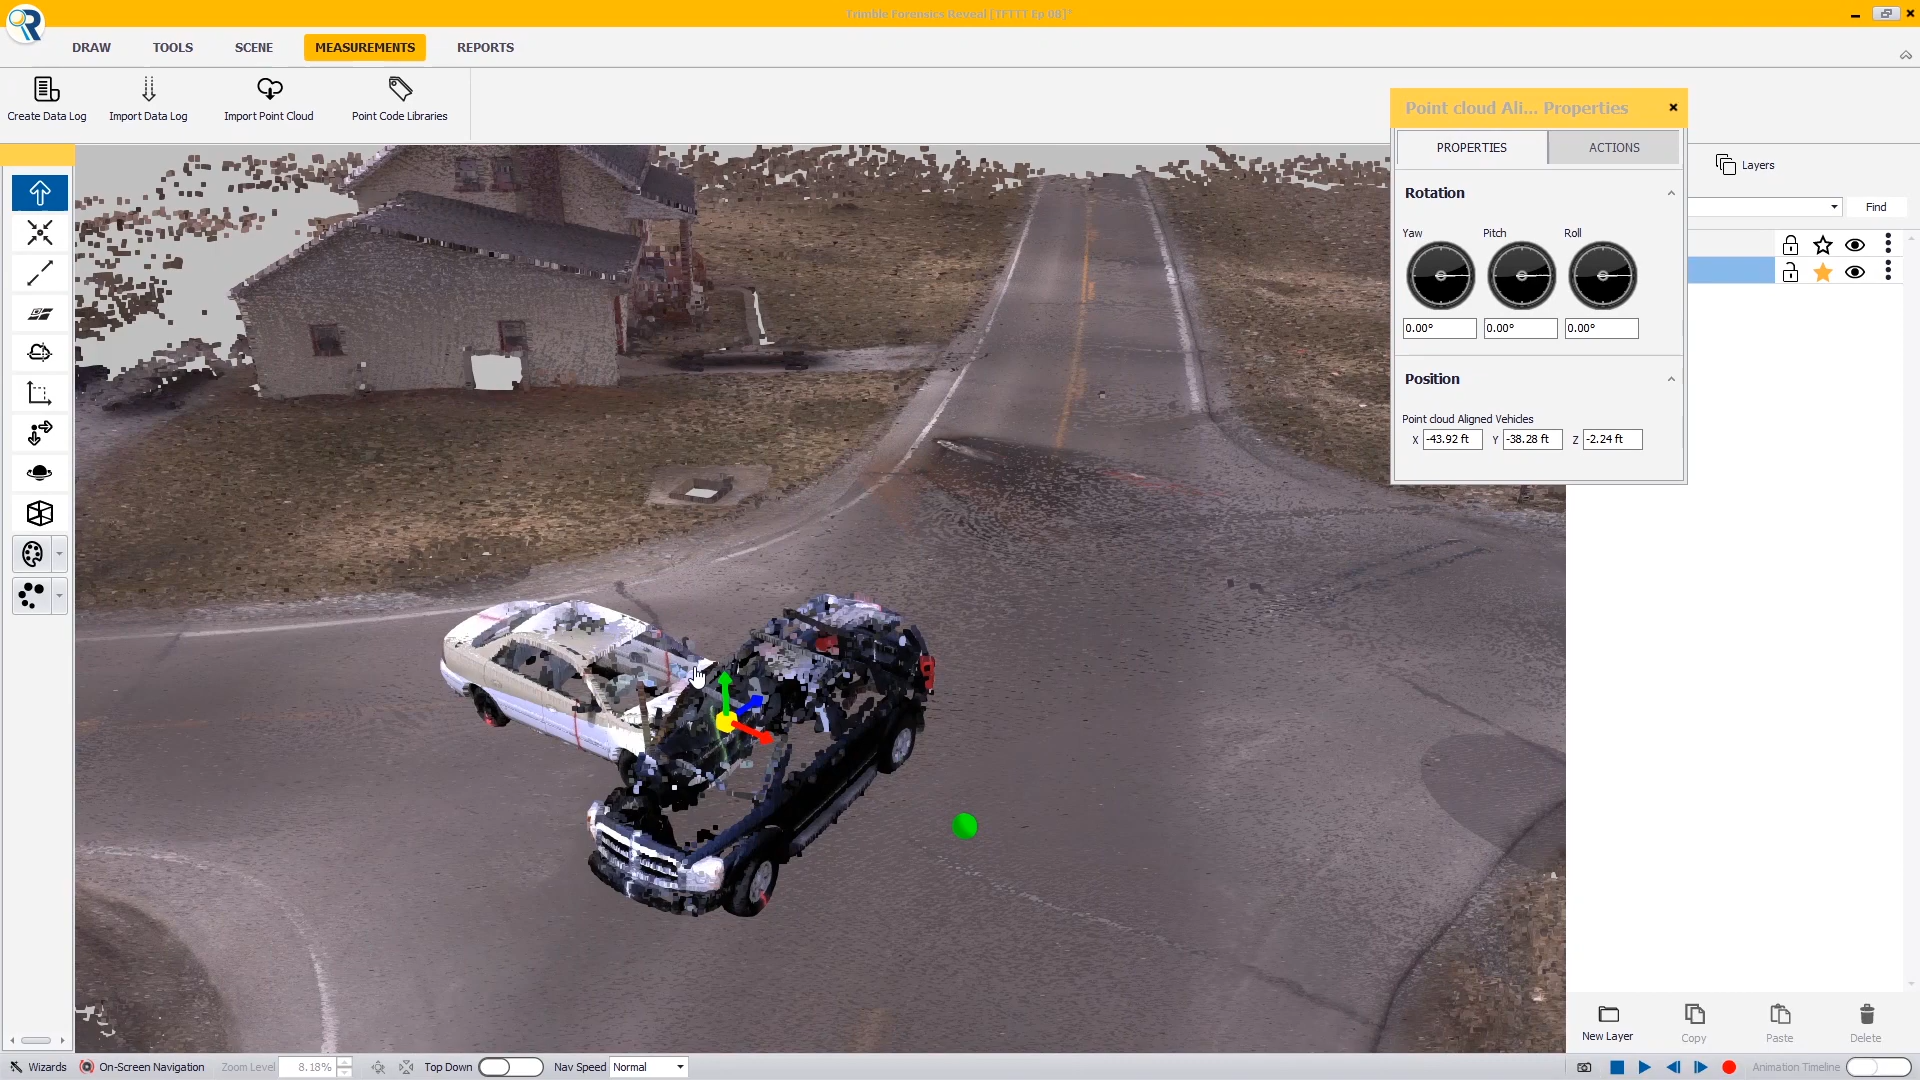 Trimble Forensics Reveal [TFTTT Ep 08]*
DRAW TOOLS SCENE MEASUREMENTS REPORTS
Create Data Log Import Data Log Import Point Cloud Point Code Libraries
Point cloud Ali... Properties
PROPERTIES ACTIONS
Layers
Find
Rotation
Yaw Pitch Roll
0.00° 0.00° 0.00°
Position
Point cloud Aligned Vehicles
X -43.92 ft Y -38.28 ft Z -2.24 ft
New Layer Copy Paste Delete
Wizards On-Screen Navigation Zoom Level 8.18% Top Down Nav Speed Normal Animation Timeline